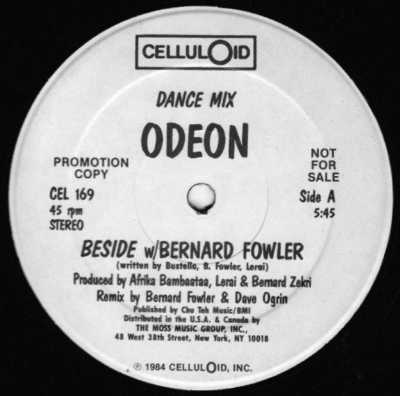 CELLULOID
DANCE MIX
ODEON
PROMOTION
COPY
NOT
FOR
SALE
CEL 169
45 rpm
STEREO
Side A
5:45
BESIDE w/BERNARD FOWLER
(written by Bustello, B. Fowler, Lerai)
Produced by Afrika Bambaataa, Lerai & Bernard Zekri
Remix by Bernard Fowler & Dave Ogrin
Published by Chu Teh Music/BMI
Distributed in the U.S.A. & Canada by
THE MOSS MUSIC GROUP, INC.,
48 West 38th Street, New York, NY 10018
℗ 1984 CELLULOID, INC.